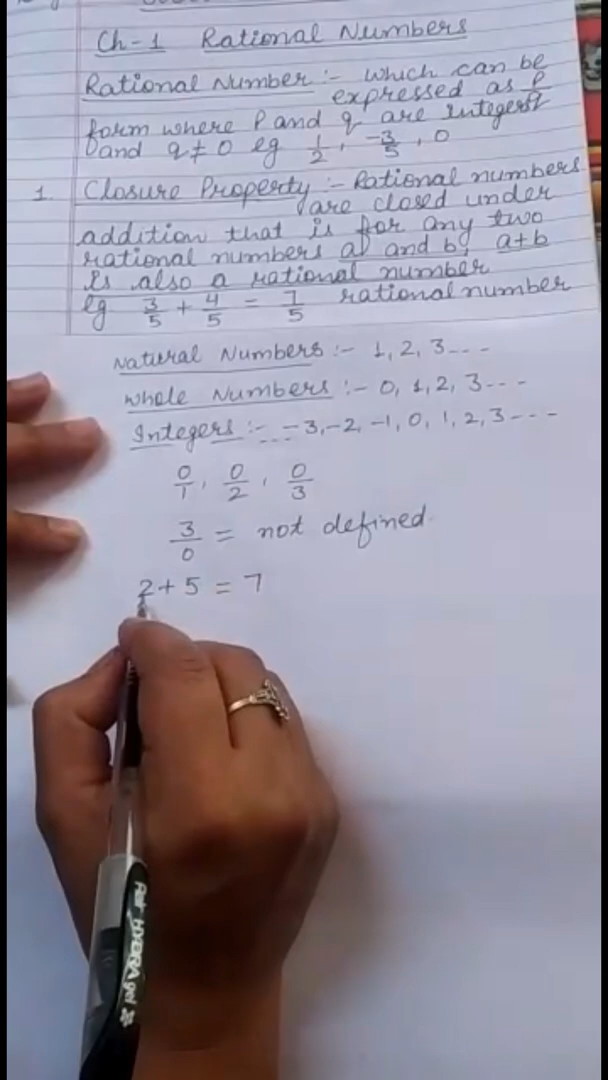 Ch-1 Rational Numbers
Rational Number :- which can be
expressed as P/q
form where P and q are integers
and q ≠ 0 eg 1/2, -3/5, 0
1. Closure Property :- Rational numbers
are closed under
addition that is for any two
rational numbers a and b, a+b
is also a rational number
eg 3/5 + 4/5 = 7/5 rational number
Natural Numbers :- 1, 2, 3---
Whole Numbers :- 0, 1, 2, 3---
Integers :- ---3, -2, -1, 0, 1, 2, 3---
0/1, 0/2, 0/3
3/0 = not defined.
2 + 5 = 7
HYDRA gel